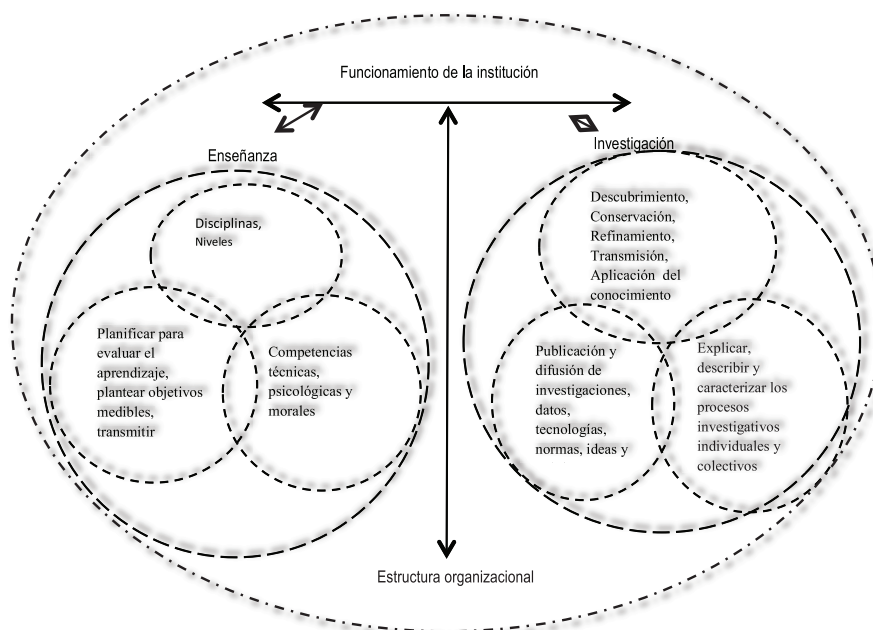 Funcionamiento de la institución
Enseñanza
Disciplinas,
Niveles
Planificar para
evaluar el
aprendizaje,
plantear objetivos
medibles,
transmitir
Competencias
técnicas,
psicológicas y
morales
Investigación
Descubrimiento,
Conservación,
Refinamiento,
Transmisión,
Aplicación del
conocimiento
Publicación y
difusión de
investigaciones,
datos,
tecnologías,
normas, ideas y
Explicar,
describir y
caracterizar los
procesos
investigativos
individuales y
colectivos
Estructura organizacional